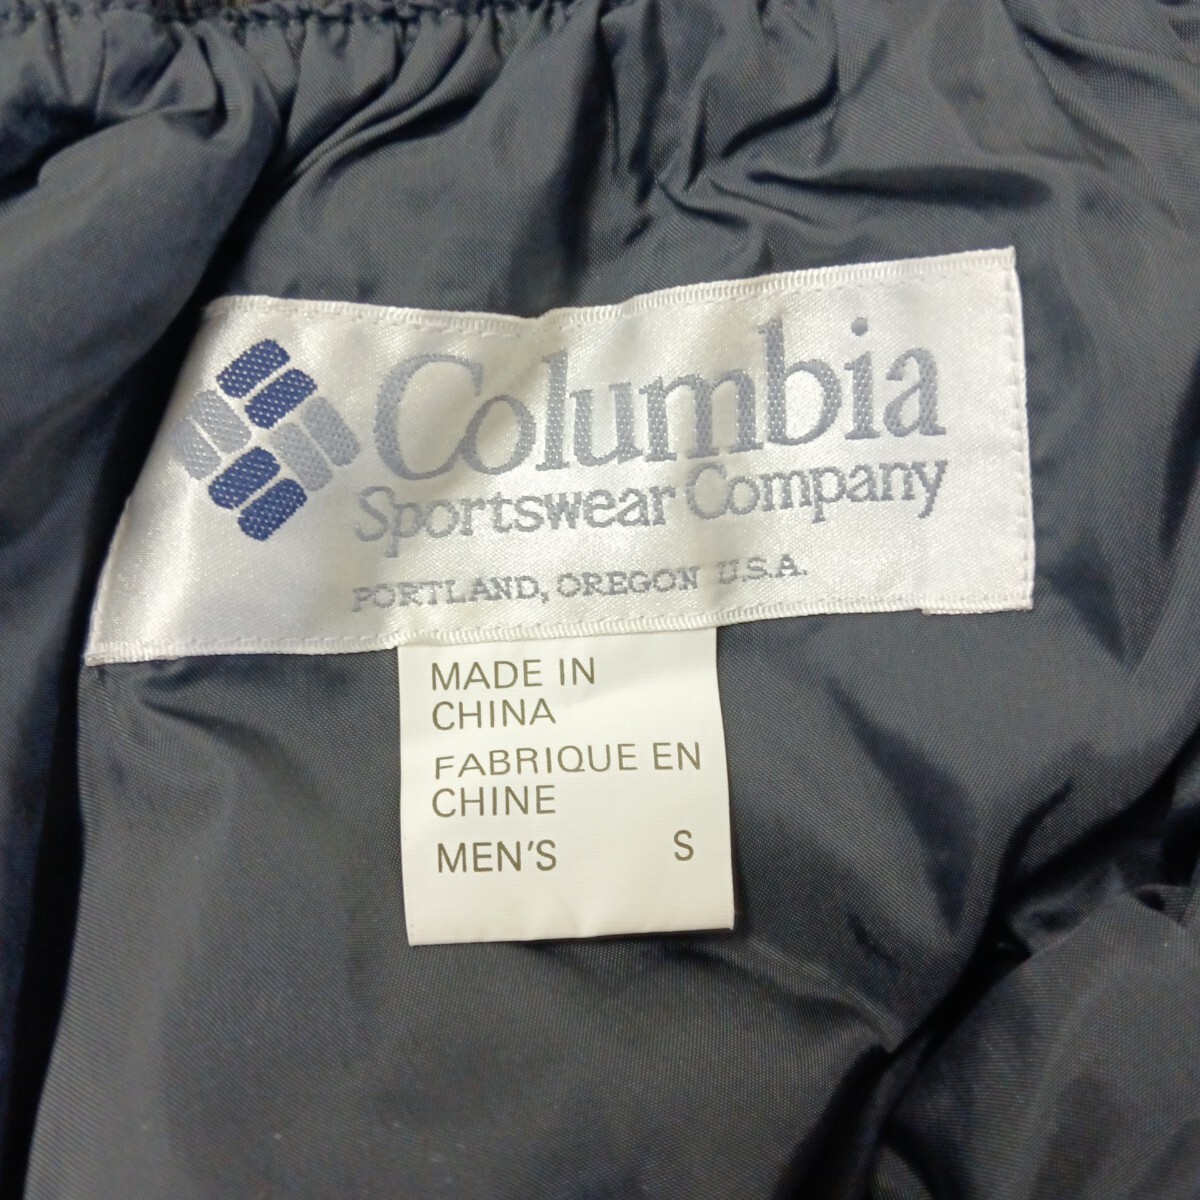 Columbia
Sportswear Company
PORTLAND, OREGON U.S.A.
MADE IN
CHINA
FABRIQUE EN
CHINE
MEN'S S